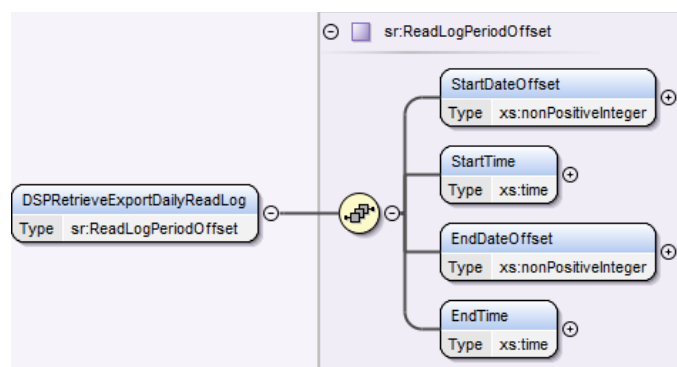 sr:ReadLogPeriodOffset
StartDateOffset
Type xs:nonPositiveInteger
StartTime
Type xs:time
DSPRetrieveExportDailyReadLog
Type sr:ReadLogPeriodOffset
EndDateOffset
Type xs:nonPositiveInteger
EndTime
Type xs:time